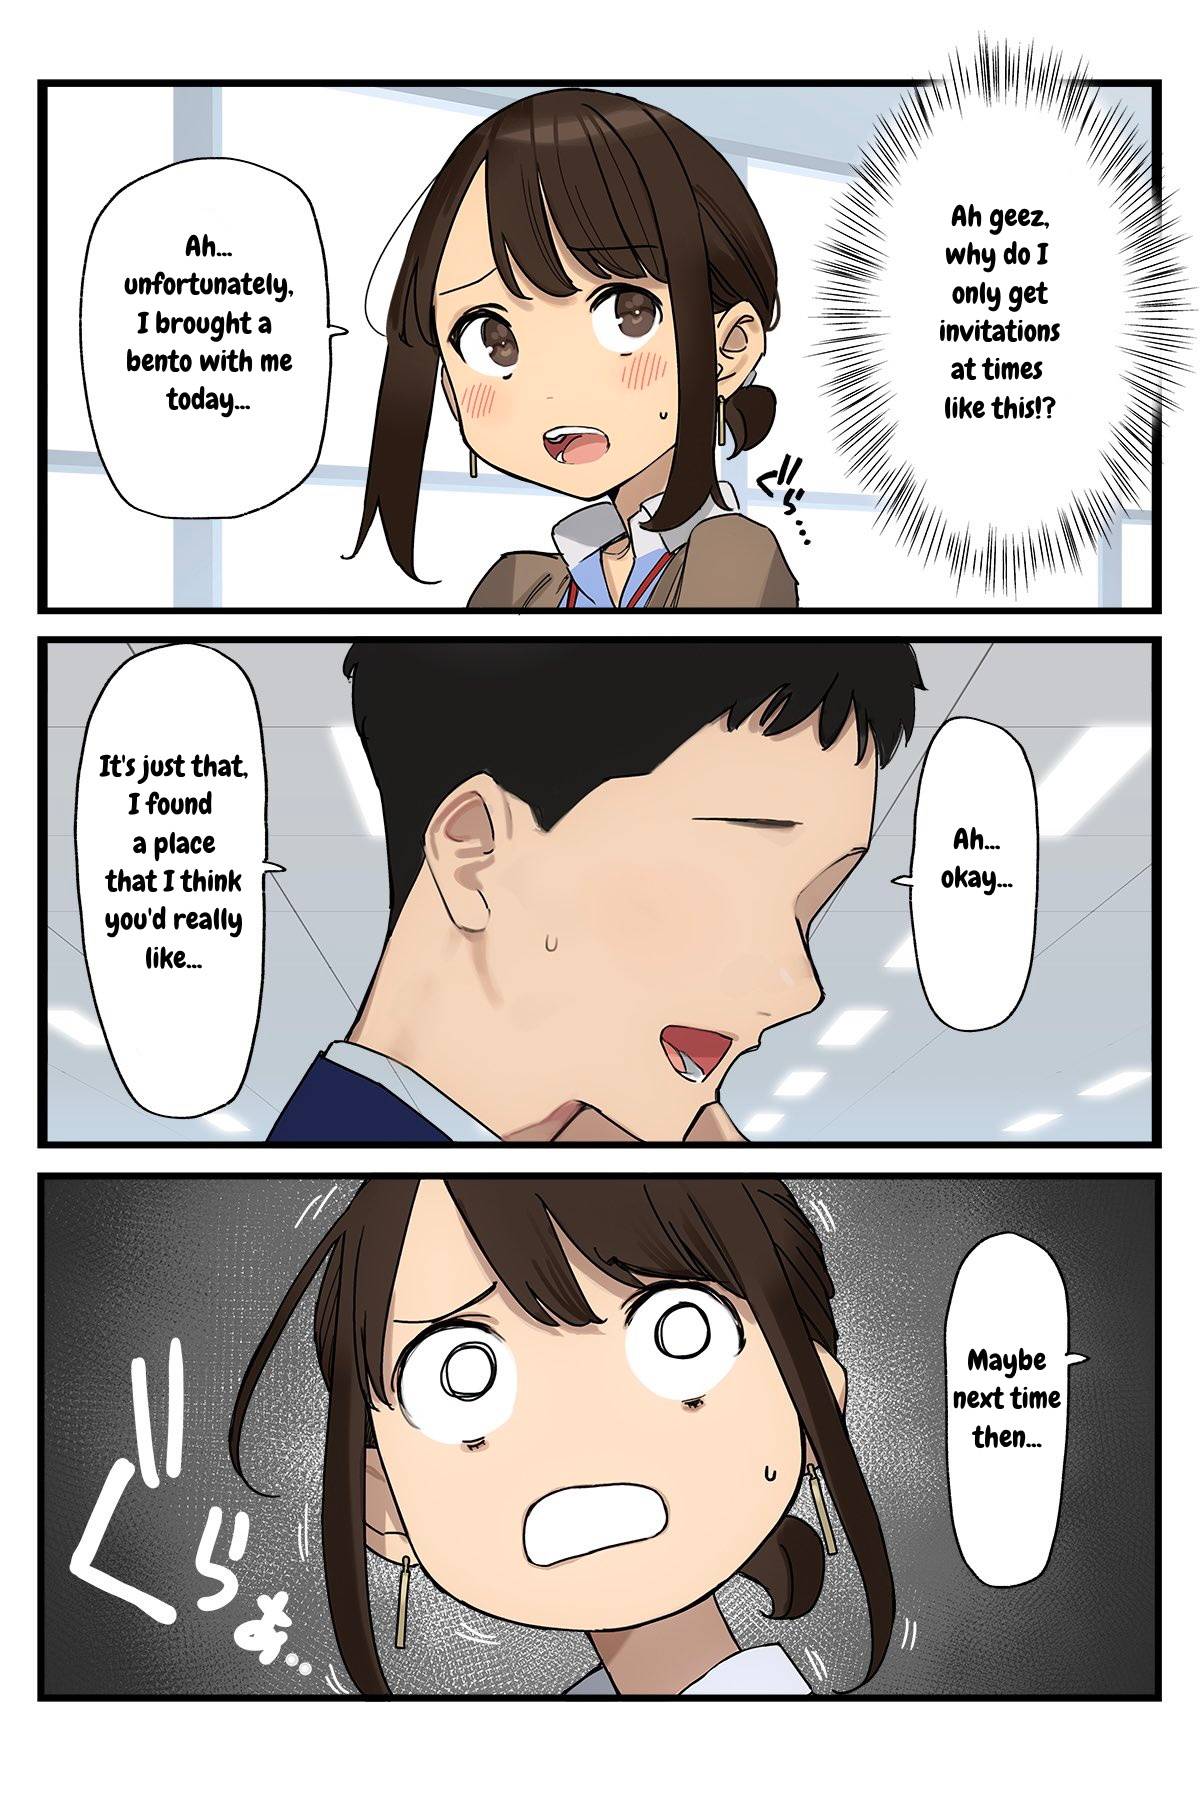 Ah geez,
why do I
only get
invitations
at times
like this!?
ぐら…
Ah...
unfortunately,
I brought a
bento with me
today...
Ah...
okay...
It's just that,
I found
a place
that I think
you'd really
like...
Maybe
next time
then...
ぐらぁ…